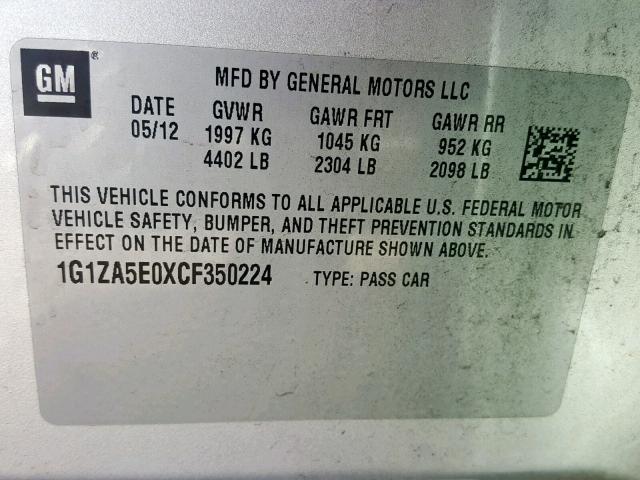 GM ®
MFD BY GENERAL MOTORS LLC
DATE GVWR GAWR FRT GAWR RR
05/12 1997 KG 1045 KG 952 KG
4402 LB 2304 LB 2098 LB
THIS VEHICLE CONFORMS TO ALL APPLICABLE U.S. FEDERAL MOTOR
VEHICLE SAFETY, BUMPER, AND THEFT PREVENTION STANDARDS IN
EFFECT ON THE DATE OF MANUFACTURE SHOWN ABOVE.
1G1ZA5E0XCF350224 TYPE: PASS CAR